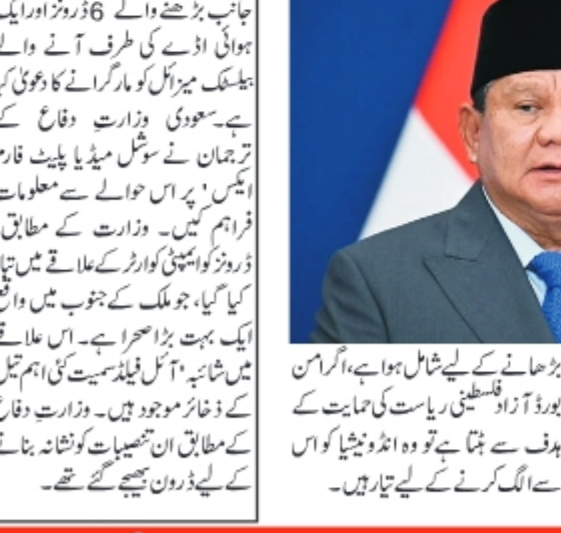 بڑھانے کے لیے شامل ہوا ہے، اگر امن
بورڈ آزاد فلسطینی ریاست کی حمایت کے
ہدف سے ہٹتا ہے تو وہ انڈونیشیا کو اس
سے الگ کرنے کے لیے تیار ہیں۔
جانب بڑھنے والے 6 ڈرونز اور ایک
ہوائی اڈے کی طرف آنے والے
بیلسٹک میزائل کو مار گرانے کا دعویٰ کیا
ہے۔ سعودی وزارتِ دفاع کے
ترجمان نے سوشل میڈیا پلیٹ فارم
'ایکس' پر اس حوالے سے معلومات
فراہم کیں۔ وزارت کے مطابق
ڈرونز کو ایمپٹی کوارٹر کے علاقے میں تباہ
کیا گیا، جو ملک کے جنوب میں واقع
ایک بہت بڑا صحرا ہے۔ اس علاقے
میں شائبہ 'آئل فیلڈ سمیت کئی اہم تیل
کے ذخائر موجود ہیں۔ وزارتِ دفاع
کے مطابق ان تنصیبات کو نشانہ بنانے
کے لیے ڈرون بھیجے گئے تھے۔